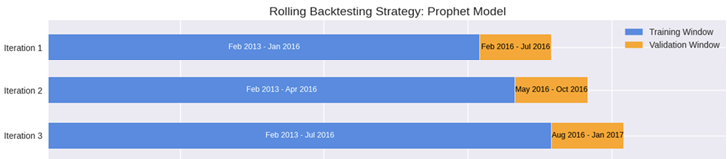 Rolling Backtesting Strategy: Prophet Model
Iteration 1
Feb 2013 - Jan 2016
Feb 2016 - Jul 2016
Training Window
Validation Window
Iteration 2
Feb 2013 - Apr 2016
May 2016 - Oct 2016
Iteration 3
Feb 2013 - Jul 2016
Aug 2016 - Jan 2017